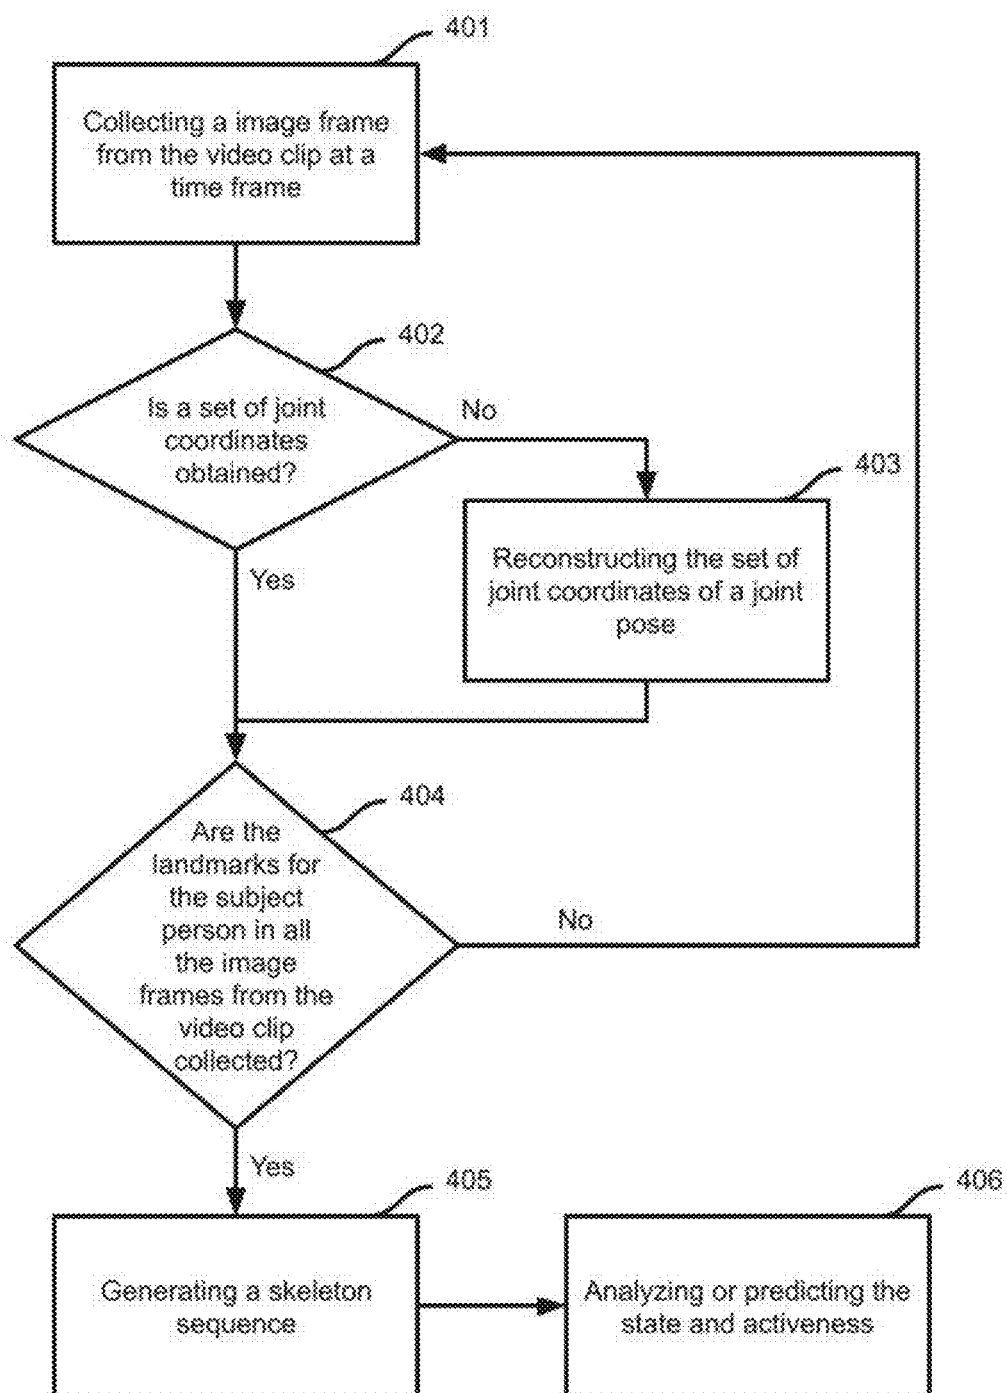 401
Collecting a image frame
from the video clip at a
time frame
402
Is a set of joint
coordinates
obtained?
No
403
Reconstructing the set of
joint coordinates of a joint
pose
Yes
404
Are the
landmarks for
the subject
person in all
the image
frames from the
video clip
collected?
No
Yes
405
Generating a skeleton
sequence
406
Analyzing or predicting the
state and activeness